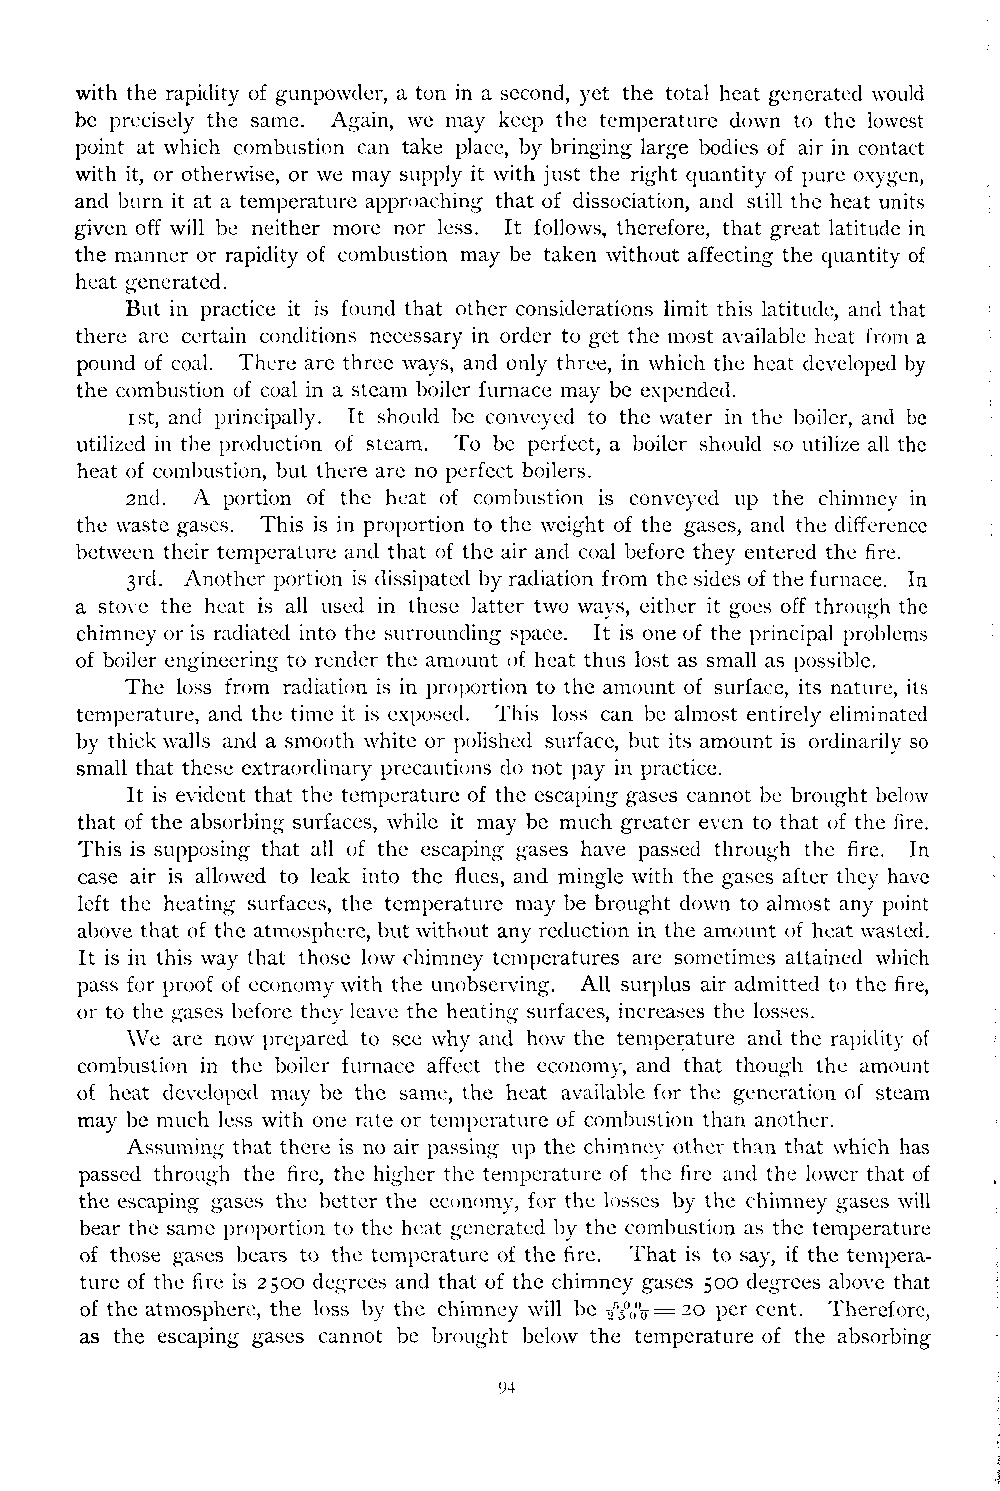 with the rapidity of gunpowder, a ton in a second, yet the total heat generated would
be precisely the same. Again, we may keep the temperature down to the lowest
point at which combustion can take place, by bringing large bodies of air in contact
with it, or otherwise, or we may supply it with just the right quantity of pure oxygen,
and burn it at a temperature approaching that of dissociation, and still the heat units
given off will be neither more nor less. It follows, therefore, that great latitude in
the manner or rapidity of combustion may be taken without affecting the quantity of
heat generated.
But in practice it is found that other considerations limit this latitude, and that
there are certain conditions necessary in order to get the most available heat from a
pound of coal. There are three ways, and only three, in which the heat developed by
the combustion of coal in a steam boiler furnace may be expended.
1st, and principally. It should be conveyed to the water in the boiler, and be
utilized in the production of steam. To be perfect, a boiler should so utilize all the
heat of combustion, but there are no perfect boilers.
2nd. A portion of the heat of combustion is conveyed up the chimney in
the waste gases. This is in proportion to the weight of the gases, and the difference
between their temperature and that of the air and coal before they entered the fire.
3rd. Another portion is dissipated by radiation from the sides of the furnace. In
a stove the heat is all used in these latter two ways, either it goes off through the
chimney or is radiated into the surrounding space. It is one of the principal problems
of boiler engineering to render the amount of heat thus lost as small as possible.
The loss from radiation is in proportion to the amount of surface, its nature, its
temperature, and the time it is exposed. This loss can be almost entirely eliminated
by thick walls and a smooth white or polished surface, but its amount is ordinarily so
small that these extraordinary precautions do not pay in practice.
It is evident that the temperature of the escaping gases cannot be brought below
that of the absorbing surfaces, while it may be much greater even to that of the fire.
This is supposing that all of the escaping gases have passed through the fire. In
case air is allowed to leak into the flues, and mingle with the gases after they have
left the heating surfaces, the temperature may be brought down to almost any point
above that of the atmosphere, but without any reduction in the amount of heat wasted.
It is in this way that those low chimney temperatures are sometimes attained which
pass for proof of economy with the unobserving. All surplus air admitted to the fire,
or to the gases before they leave the heating surfaces, increases the losses.
We are now prepared to see why and how the temperature and the rapidity of
combustion in the boiler furnace affect the economy, and that though the amount
of heat developed may be the same, the heat available for the generation of steam
may be much less with one rate or temperature of combustion than another.
Assuming that there is no air passing up the chimney other than that which has
passed through the fire, the higher the temperature of the fire and the lower that of
the escaping gases the better the economy, for the losses by the chimney gases will
bear the same proportion to the heat generated by the combustion as the temperature
of those gases bears to the temperature of the fire. That is to say, if the tempera-
ture of the fire is 2500 degrees and that of the chimney gases 500 degrees above that
of the atmosphere, the loss by the chimney will be 500/2500 = 20 per cent. Therefore,
as the escaping gases cannot be brought below the temperature of the absorbing
94